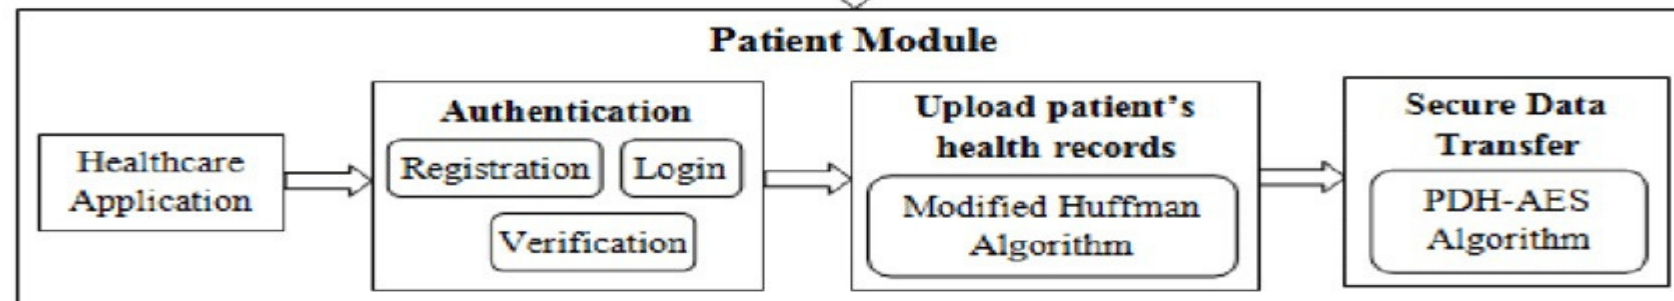 Patient Module
Healthcare
Application
Authentication
Registration
Login
Verification
Upload patient's
health records
Modified Huffman
Algorithm
Secure Data
Transfer
PDH-AES
Algorithm